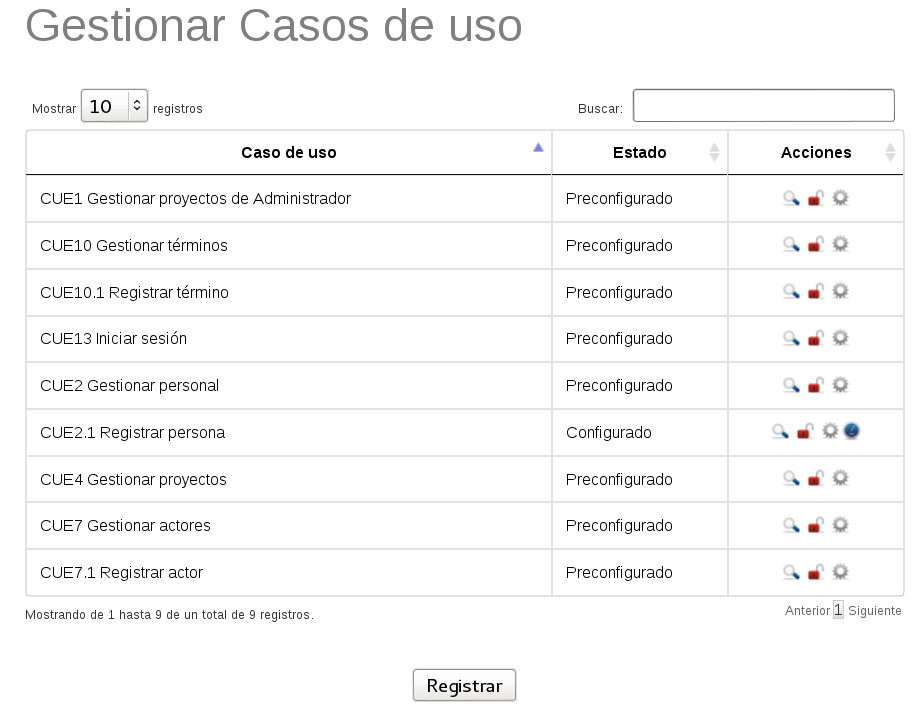 Gestionar Casos de uso
Mostrar 10 registros Buscar:
Caso de uso Estado Acciones
CUE1 Gestionar proyectos de Administrador Preconfigurado
CUE10 Gestionar términos Preconfigurado
CUE10.1 Registrar término Preconfigurado
CUE13 Iniciar sesión Preconfigurado
CUE2 Gestionar personal Preconfigurado
CUE2.1 Registrar persona Configurado
CUE4 Gestionar proyectos Preconfigurado
CUE7 Gestionar actores Preconfigurado
CUE7.1 Registrar actor Preconfigurado
Mostrando de 1 hasta 9 de un total de 9 registros. Anterior 1 Siguiente
Registrar